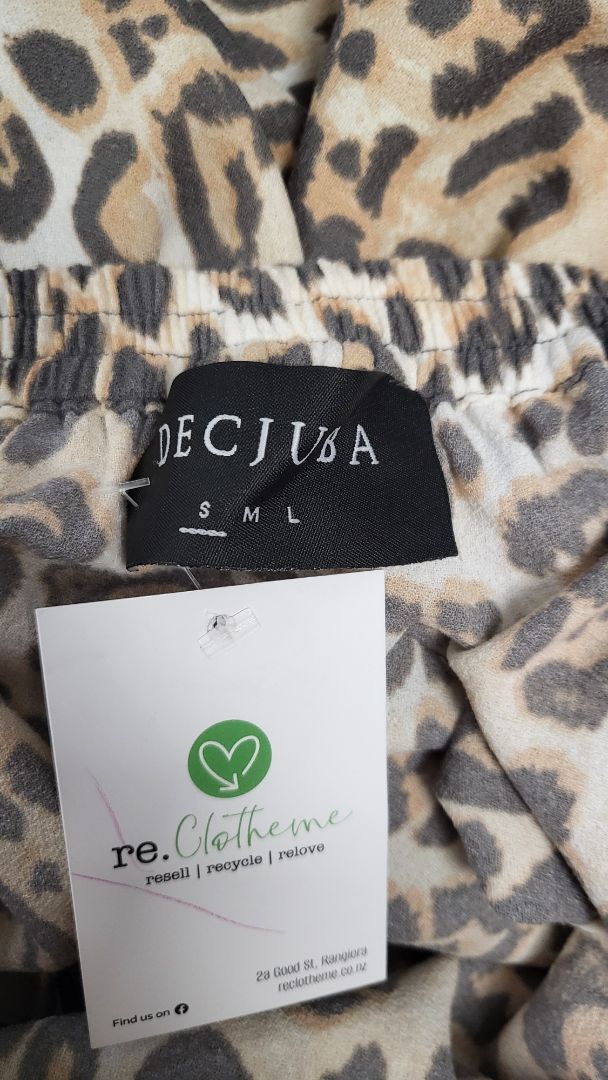 DECJUBA
S M L
re.Clotheme
resell | recycle | relove
2a Good St, Rangiora
reclotheme.co.nz
Find us on